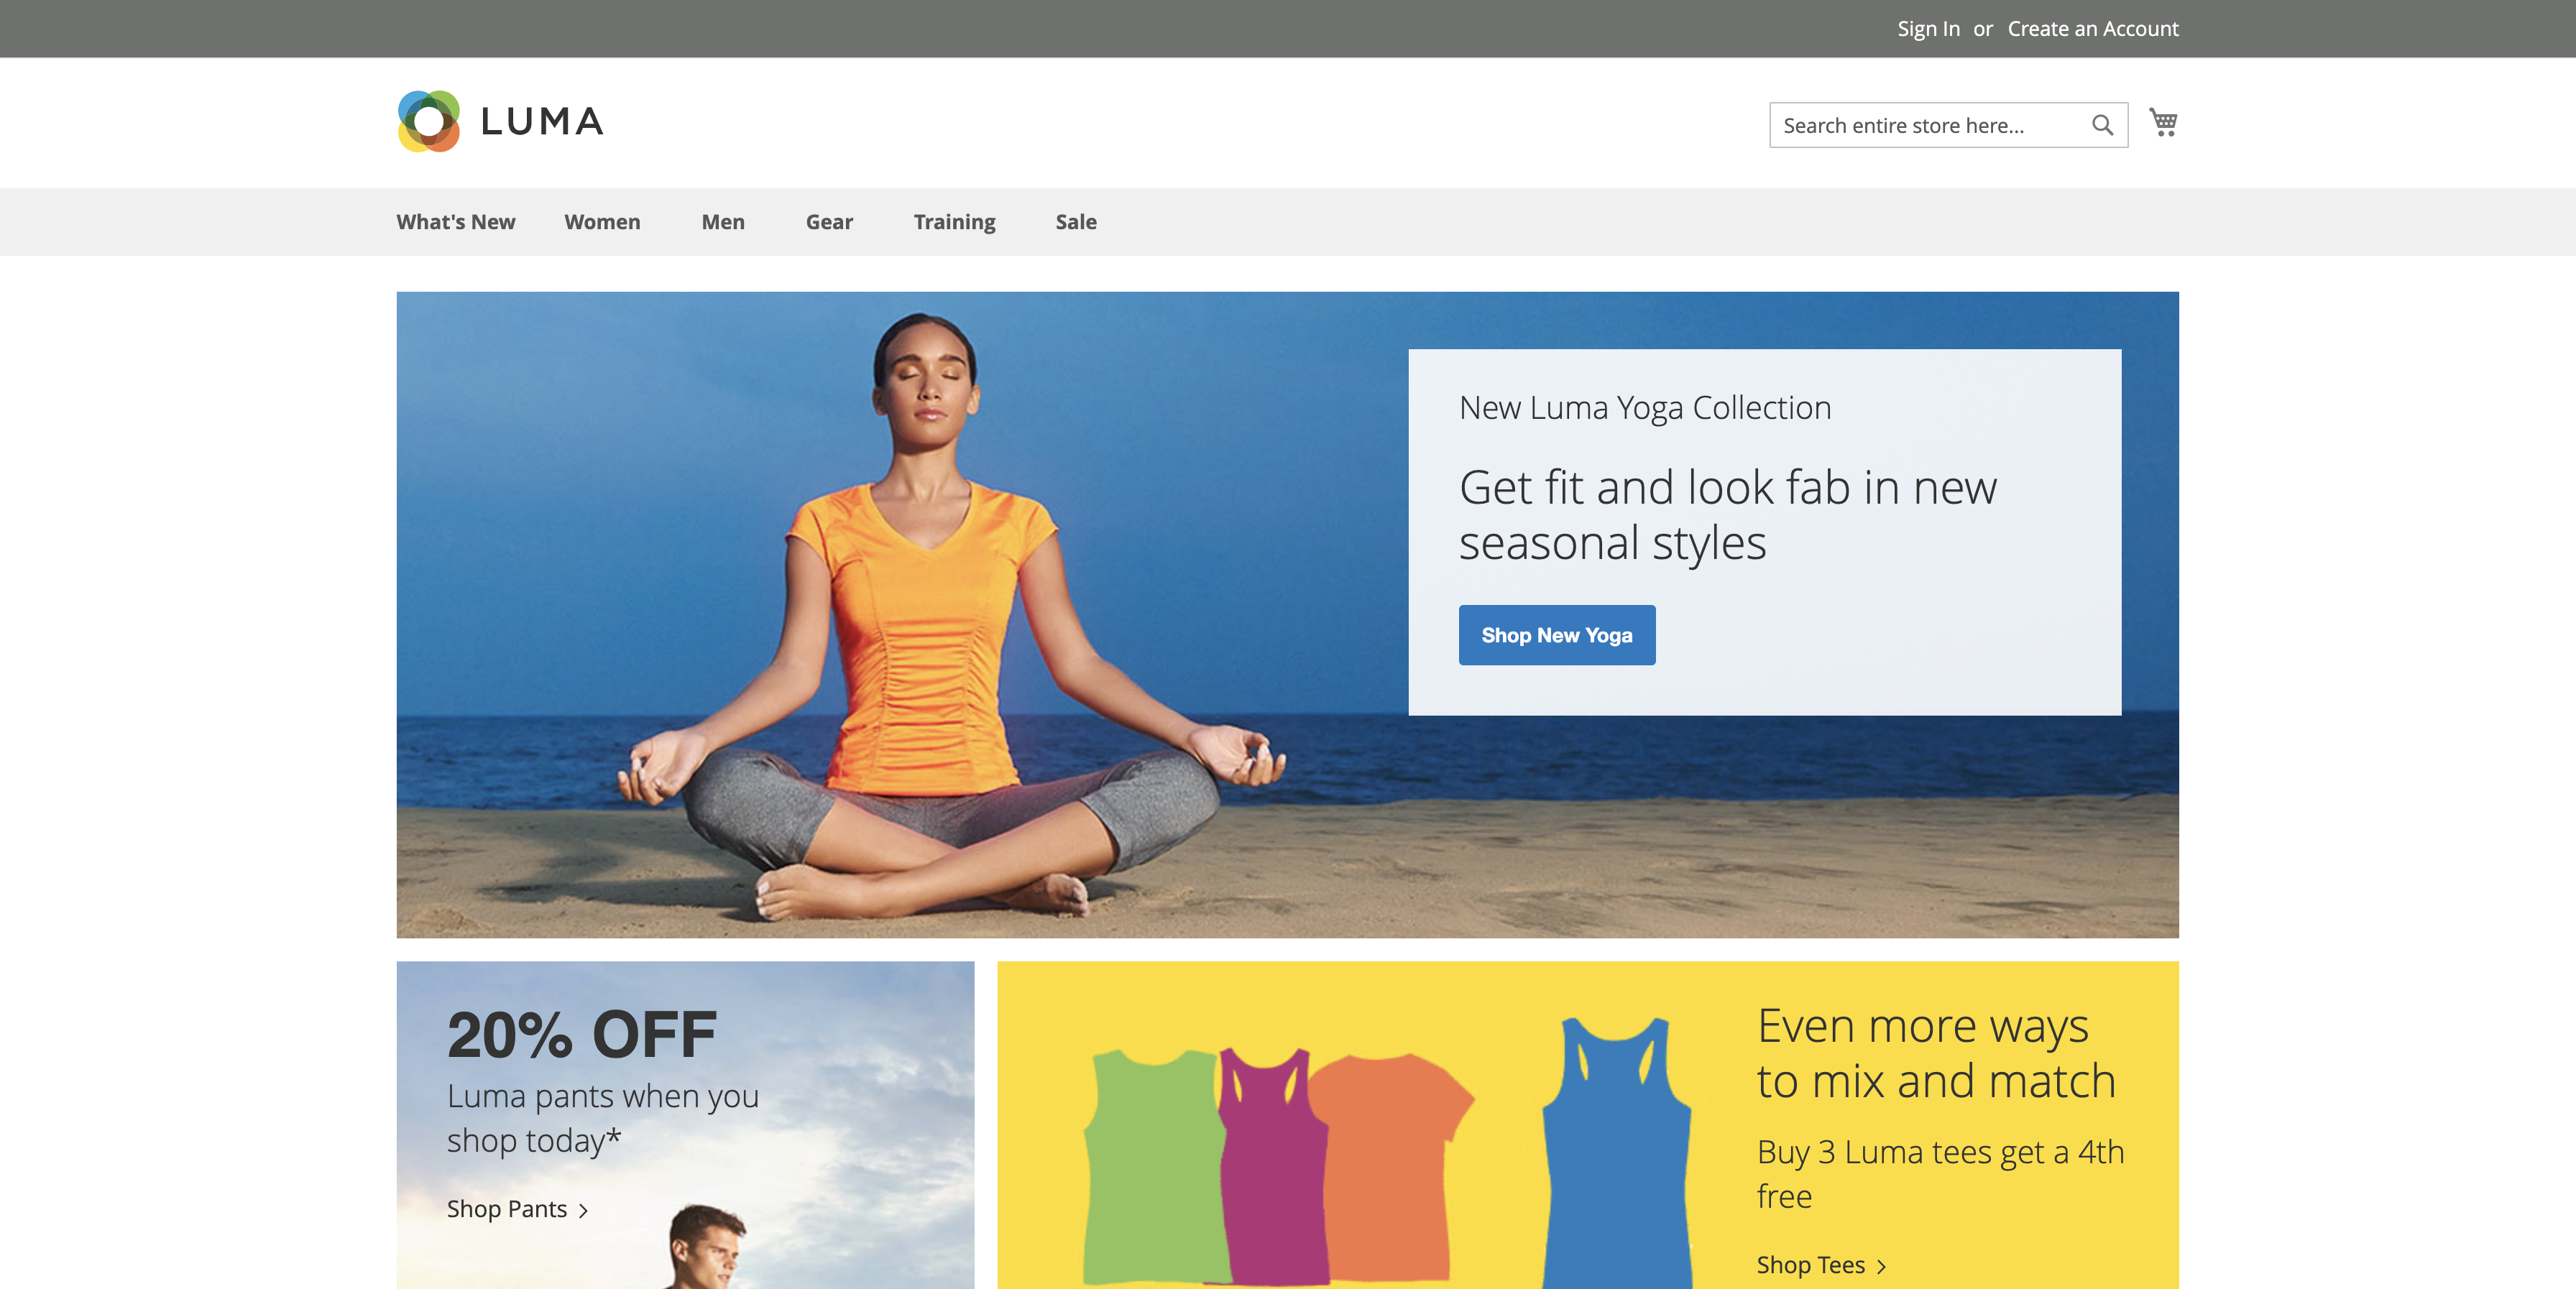 Sign In or Create an Account
LUMA
Search entire store here...
What's New Women Men Gear Training Sale
New Luma Yoga Collection
Get fit and look fab in new
seasonal styles
Shop New Yoga
20% OFF
Luma pants when you
shop today*
Shop Pants >
Even more ways
to mix and match
Buy 3 Luma tees get a 4th
free
Shop Tees >